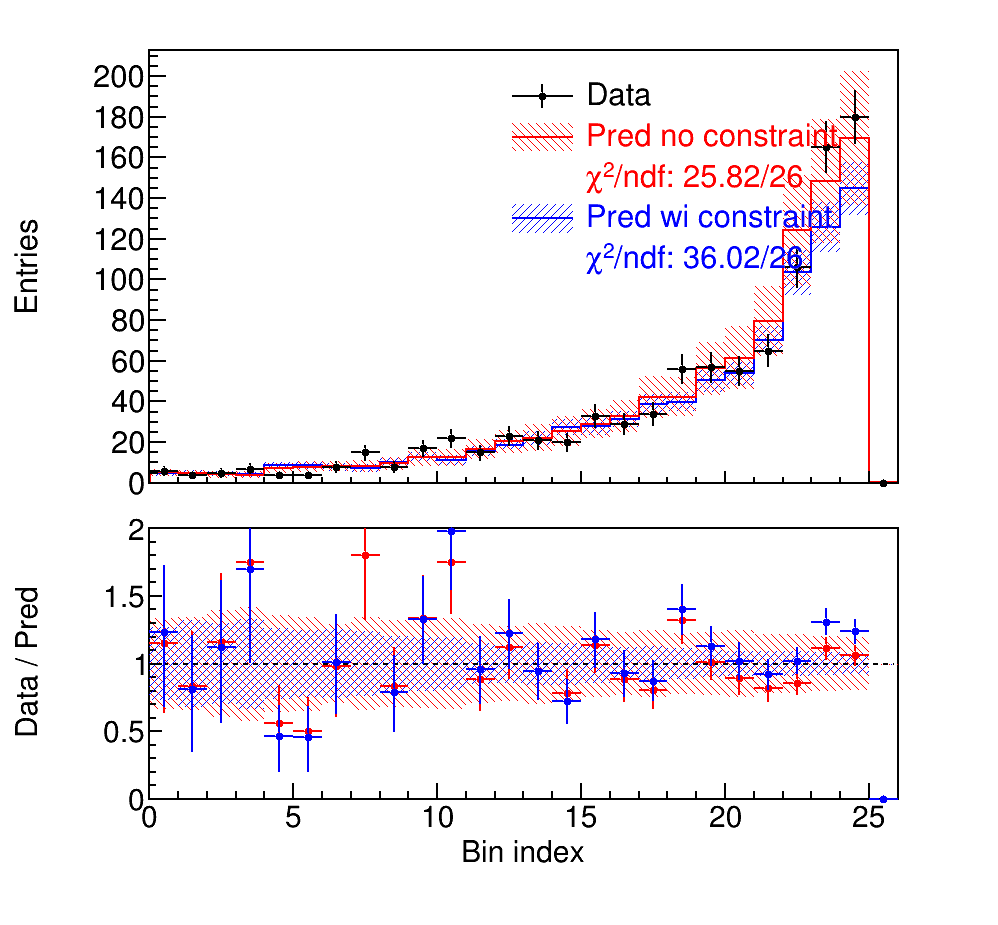 Entries
200
180
160
140
120
100
80
60
40
20
0
Data
Pred no constraint
χ²/ndf: 25.82/26
Pred wi constraint
χ²/ndf: 36.02/26
Data / Pred
2
1.5
1
0.5
0
0 5 10 15 20 25
Bin index